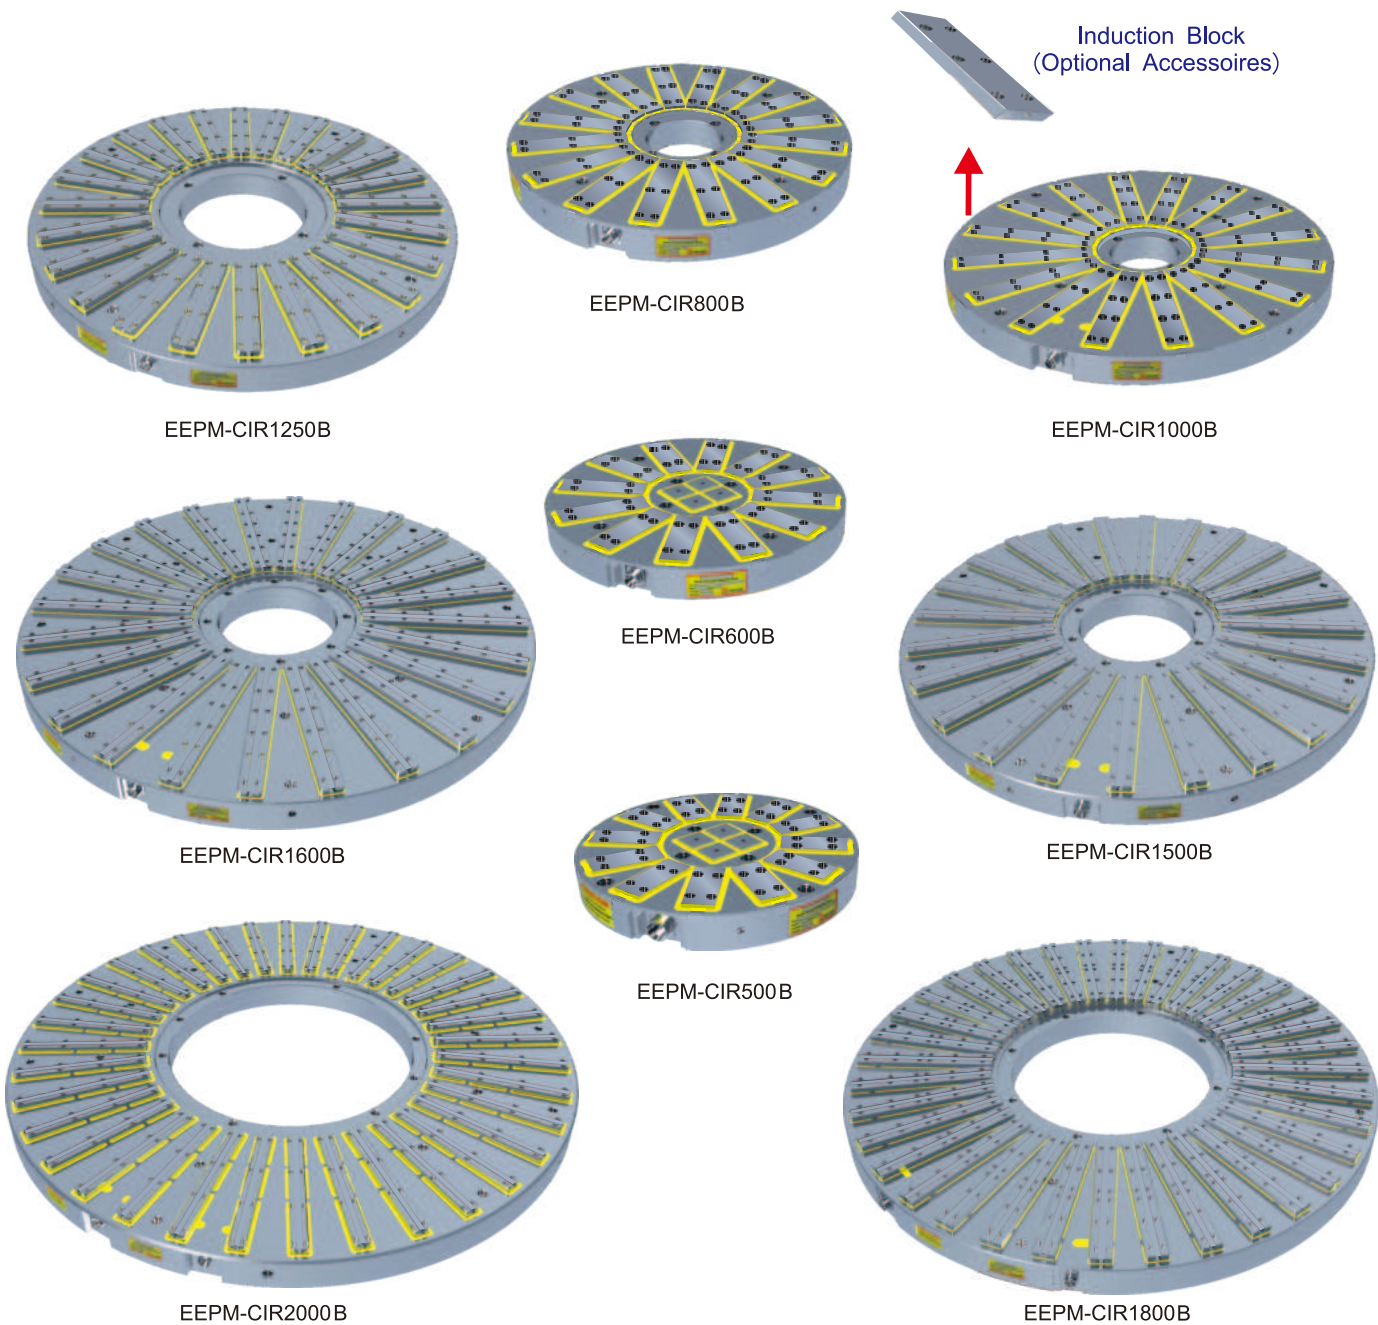 Induction Block
(Optional Accessoires)
EEPM-CIR800B
EEPM-CIR1250B
EEPM-CIR1000B
EEPM-CIR600B
EEPM-CIR1600B
EEPM-CIR1500B
EEPM-CIR500B
EEPM-CIR2000B
EEPM-CIR1800B